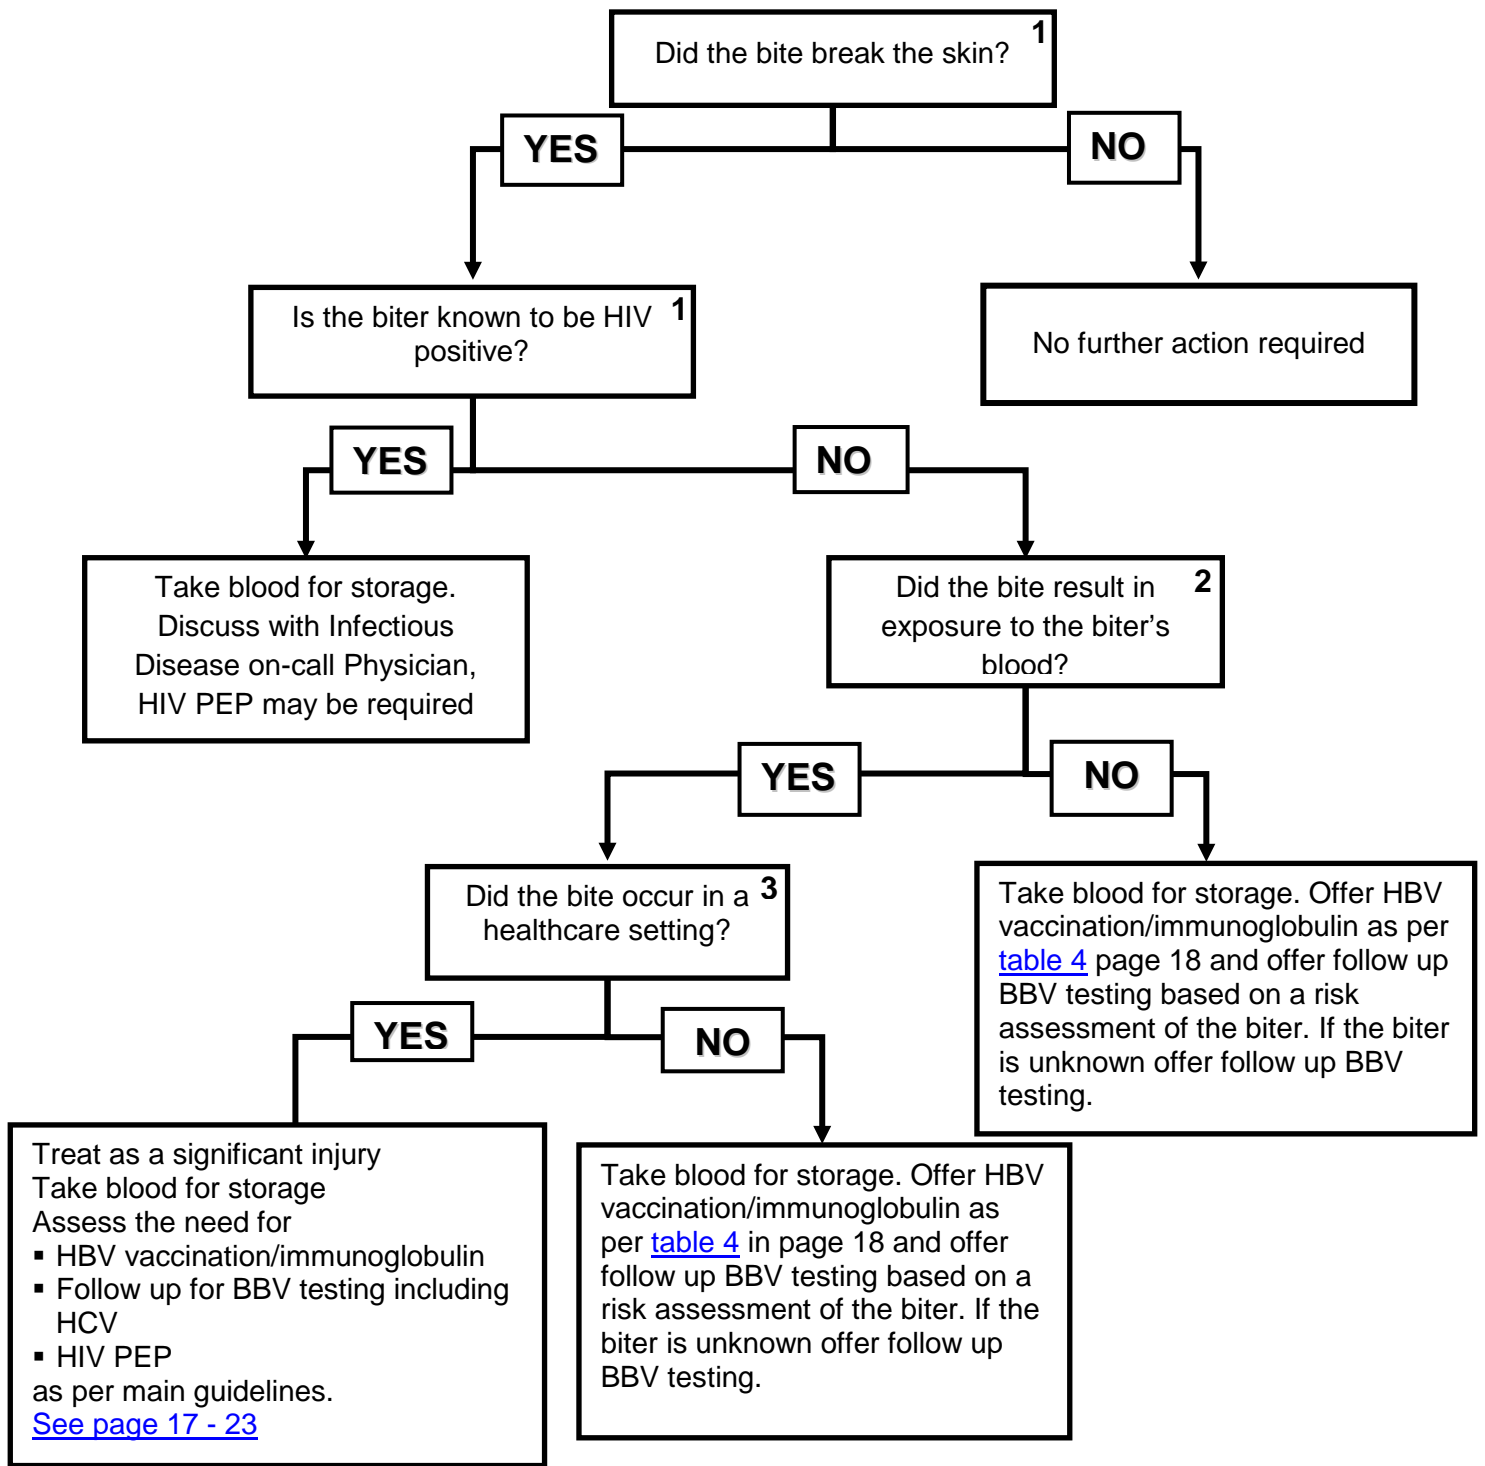 Did the bite break the skin? 1
YES
NO
Is the biter known to be HIV 1
positive?
No further action required
YES
NO
Take blood for storage.
Discuss with Infectious
Disease on-call Physician,
HIV PEP may be required
Did the bite result in 2
exposure to the biter's
blood?
YES
NO
Did the bite occur in a 3
healthcare setting?
Take blood for storage. Offer HBV
vaccination/immunoglobulin as per
table 4 page 18 and offer follow up
BBV testing based on a risk
assessment of the biter. If the biter
is unknown offer follow up BBV
testing.
YES
NO
Treat as a significant injury
Take blood for storage
Assess the need for
▪ HBV vaccination/immunoglobulin
▪ Follow up for BBV testing including
HCV
▪ HIV PEP
as per main guidelines.
See page 17 - 23
Take blood for storage. Offer HBV
vaccination/immunoglobulin as
per table 4 in page 18 and offer
follow up BBV testing based on a
risk assessment of the biter. If the
biter is unknown offer follow up
BBV testing.